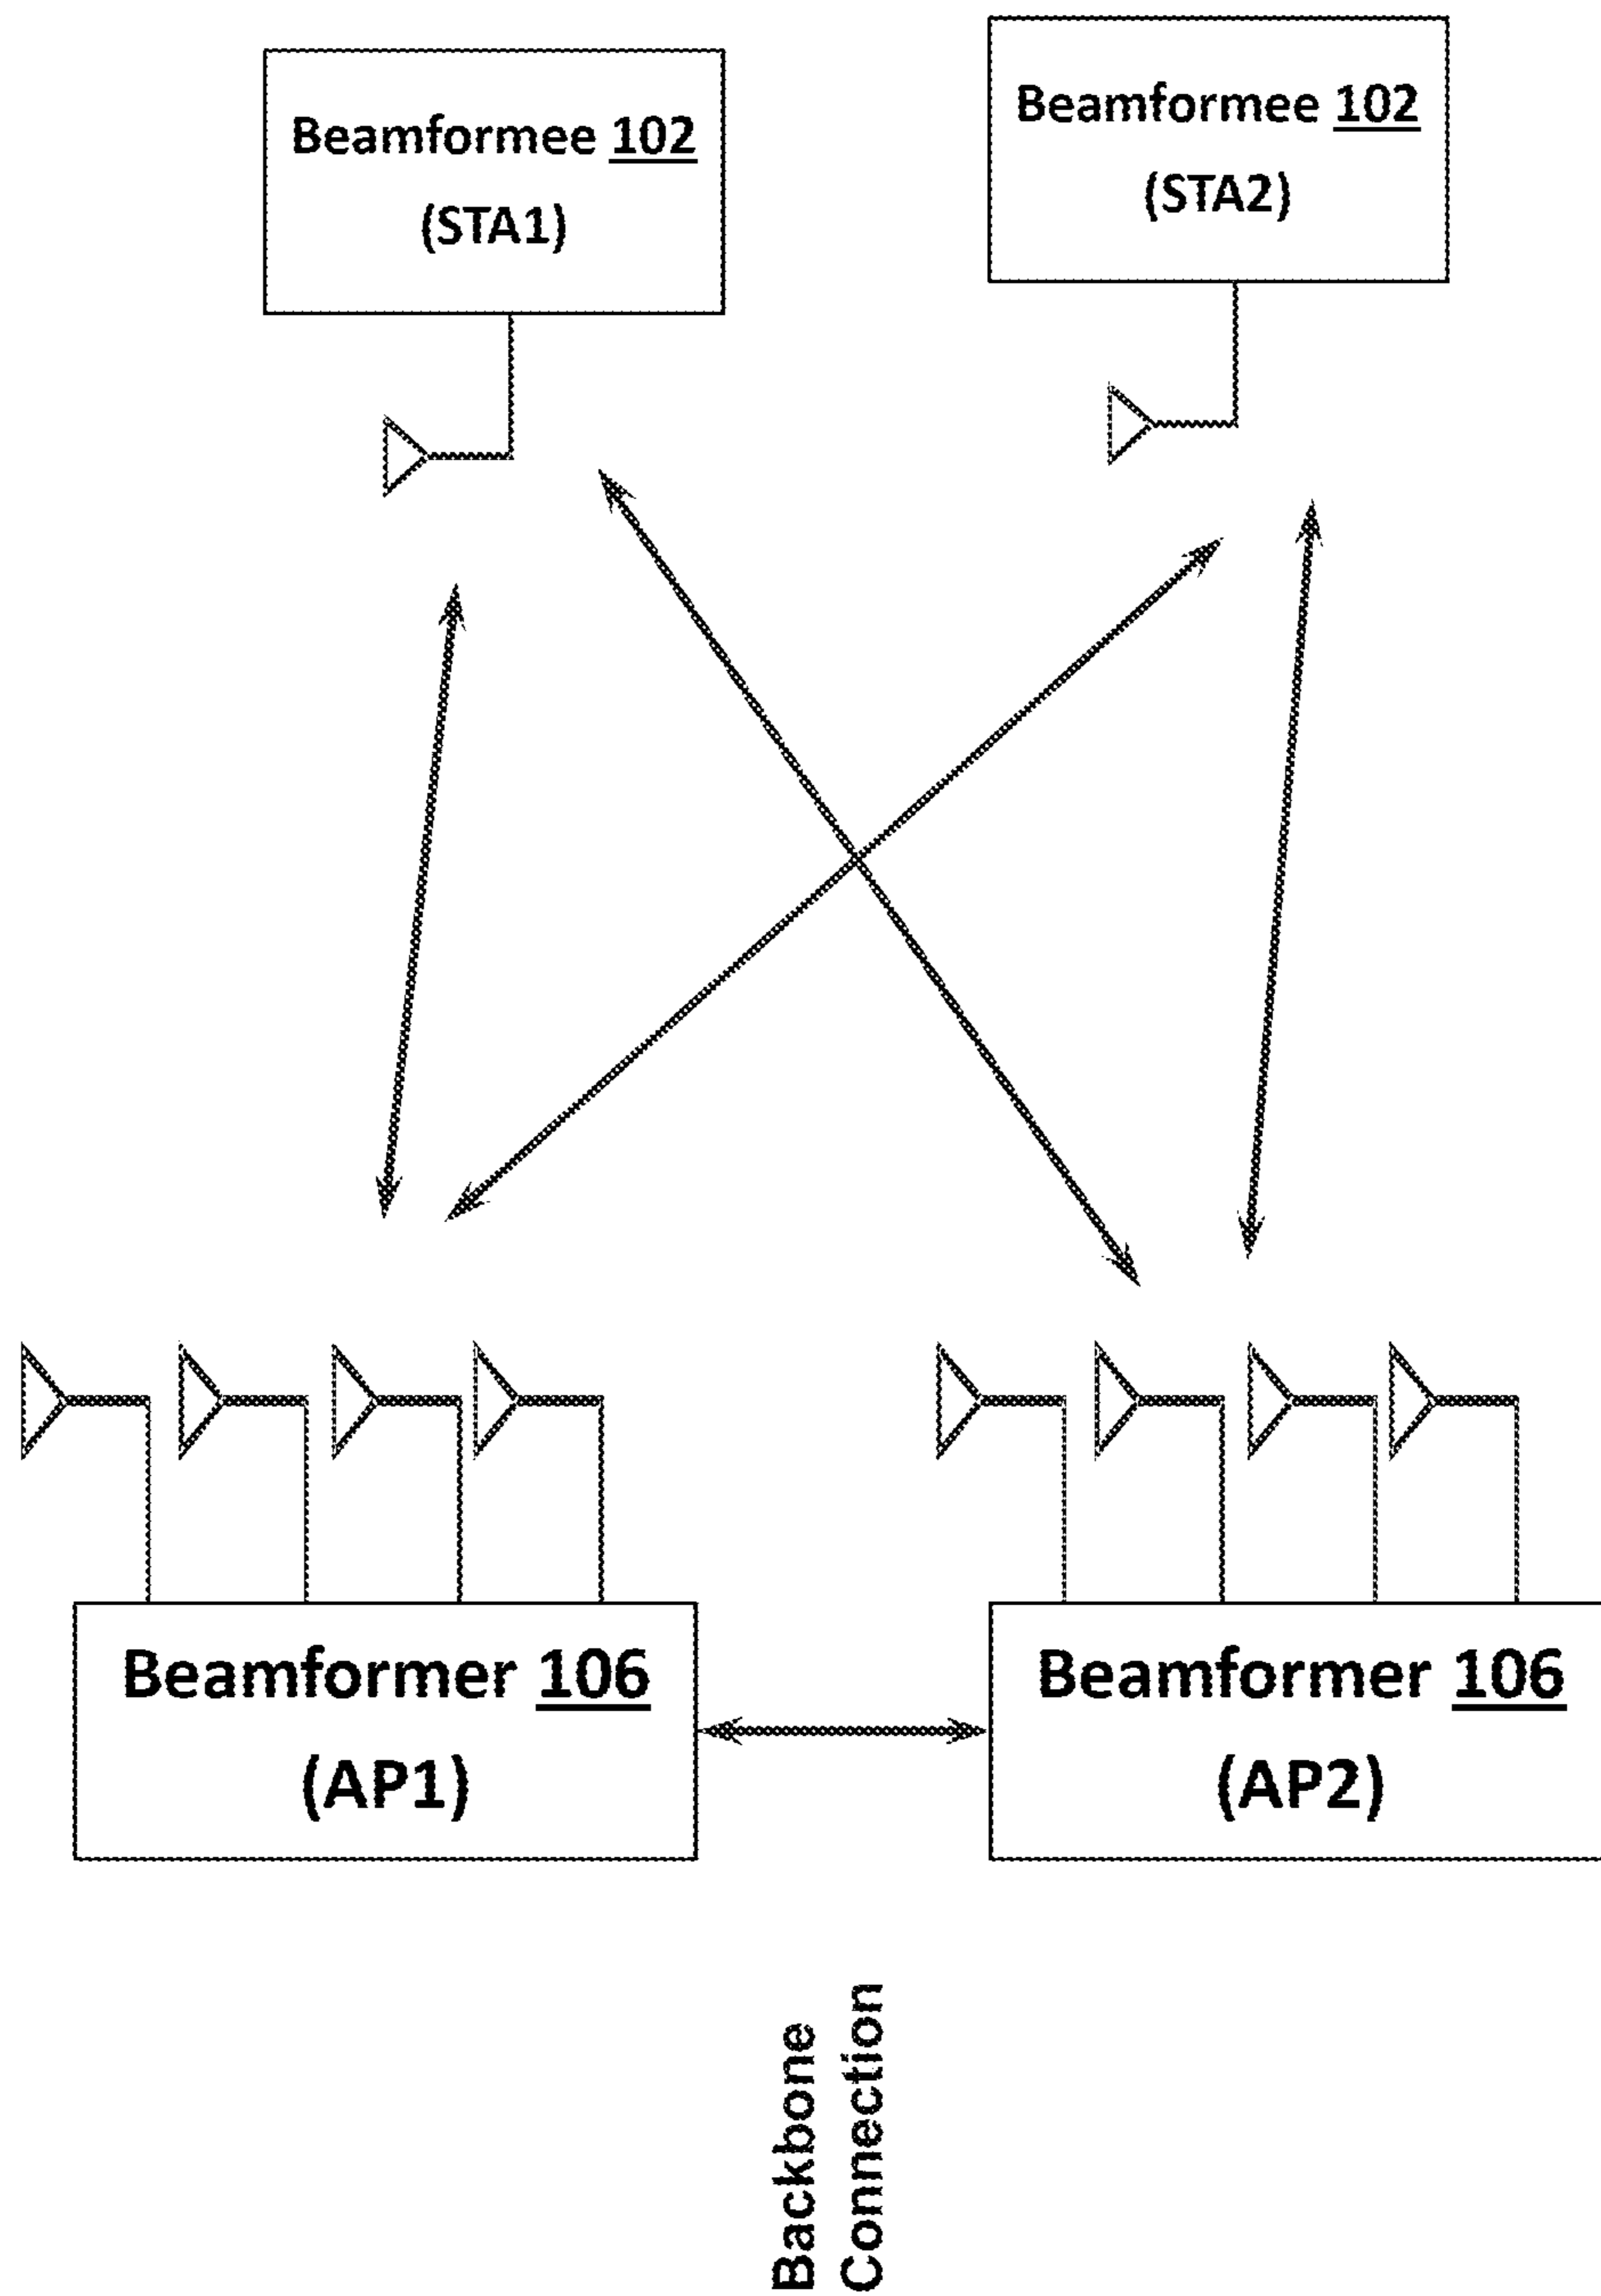 Beamformee 102
(STA1)
Beamformee 102
(STA2)
Beamformer 106
(AP1)
Beamformer 106
(AP2)
Backbone
Connection